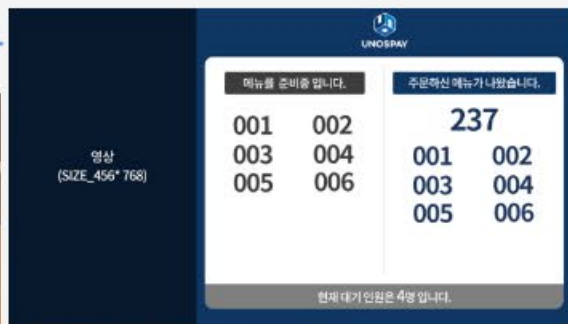 UNOSPAY
영상
(SIZE_456* 768)
메뉴를 준비중 입니다.
001 002
003 004
005 006
주문하신 메뉴가 나왔습니다.
237
001 002
003 004
005 006
현재 대기 인원은 4명 입니다.